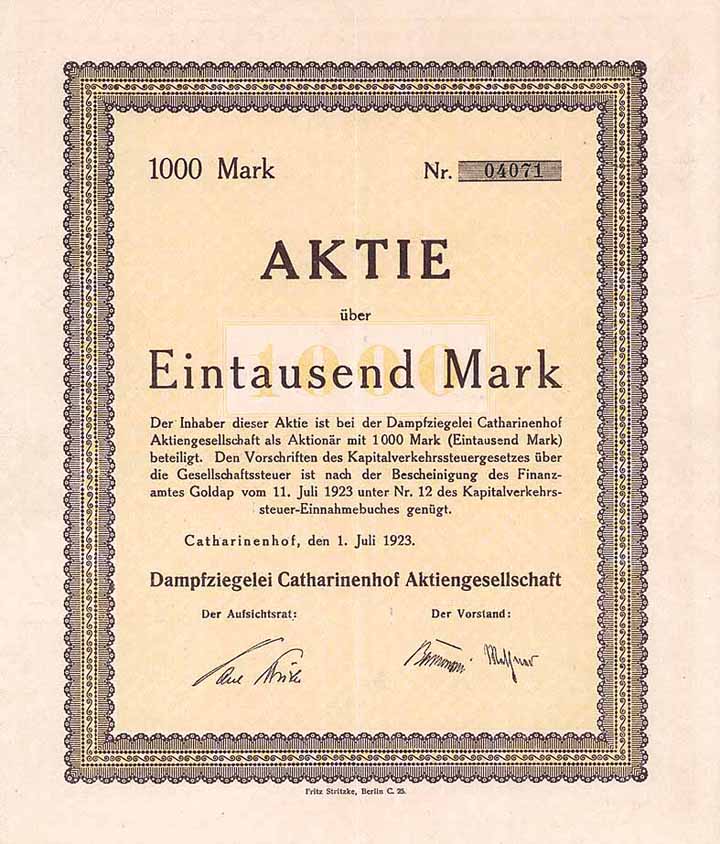 1000 Mark Nr. 04071
AKTIE
über
1000
Eintausend Mark
Der Inhaber dieser Aktie ist bei der Dampfziegelei Catharinenhof
Aktiengesellschaft als Aktionär mit 1000 Mark (Eintausend Mark)
beteiligt. Den Vorschriften des Kapitalverkehrssteuergesetzes über
die Gesellschaftssteuer ist nach der Bescheinigung des Finanz-
amtes Goldap vom 11. Juli 1923 unter Nr. 12 des Kapitalverkehrs-
steuer-Einnahmebuches genügt.
Catharinenhof, den 1. Juli 1923.
Dampfziegelei Catharinenhof Aktiengesellschaft
Der Aufsichtsrat: Der Vorstand:
Fritz Stritzke, Berlin C. 25.